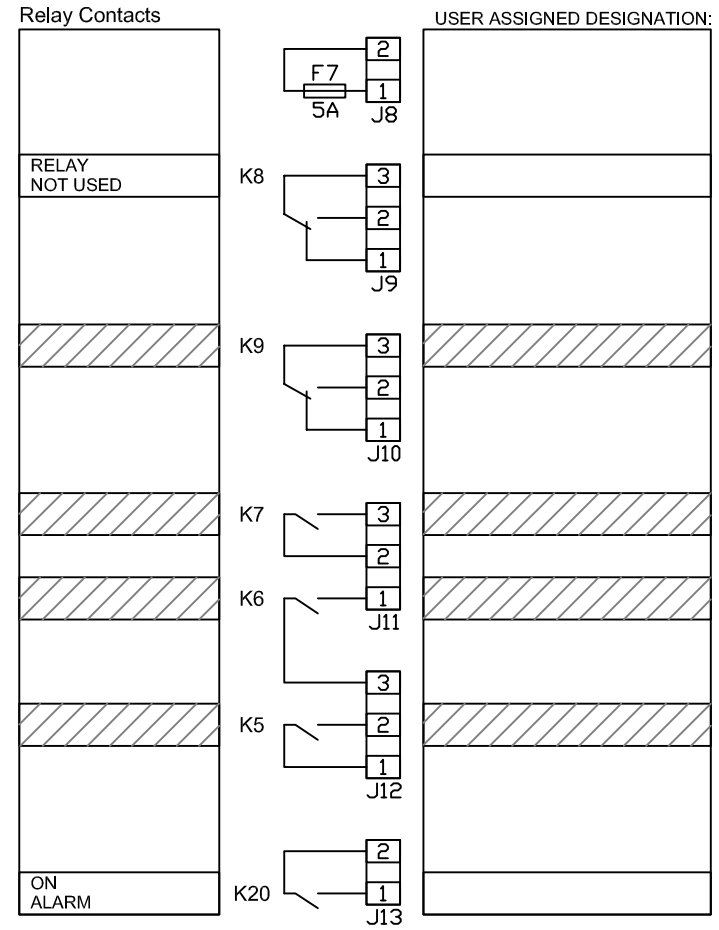 Relay Contacts
USER ASSIGNED DESIGNATION:
2
F7
1
5A
J8
RELAY
NOT USED
K8
3
2
1
J9
K9
3
2
1
J10
K7
3
2
K6
1
J11
3
K5
2
1
J12
2
ON
ALARM
K20
1
J13